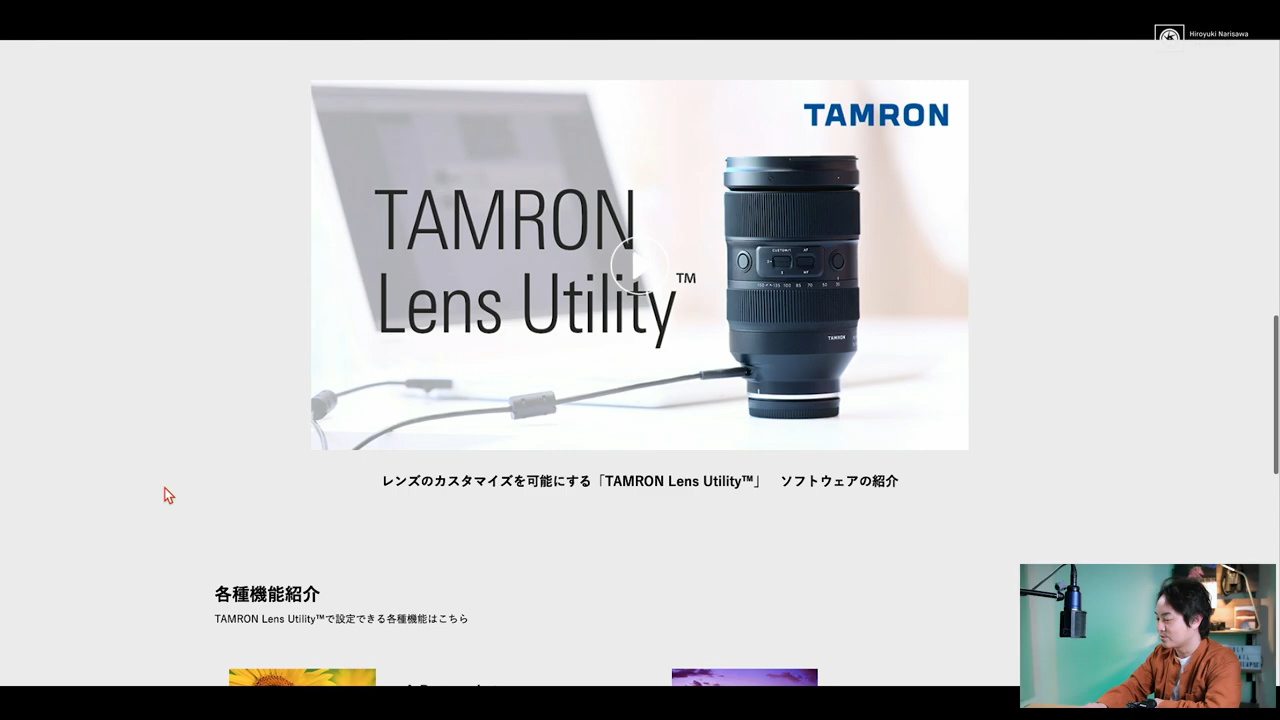 Hiroyuki Narisawa
TAMRON
TAMRON
Lens Utility™
TAMRON
レンズのカスタマイズを可能にする「TAMRON Lens Utility™」　ソフトウェアの紹介
各種機能紹介
TAMRON Lens Utility™で設定できる各種機能はこちら